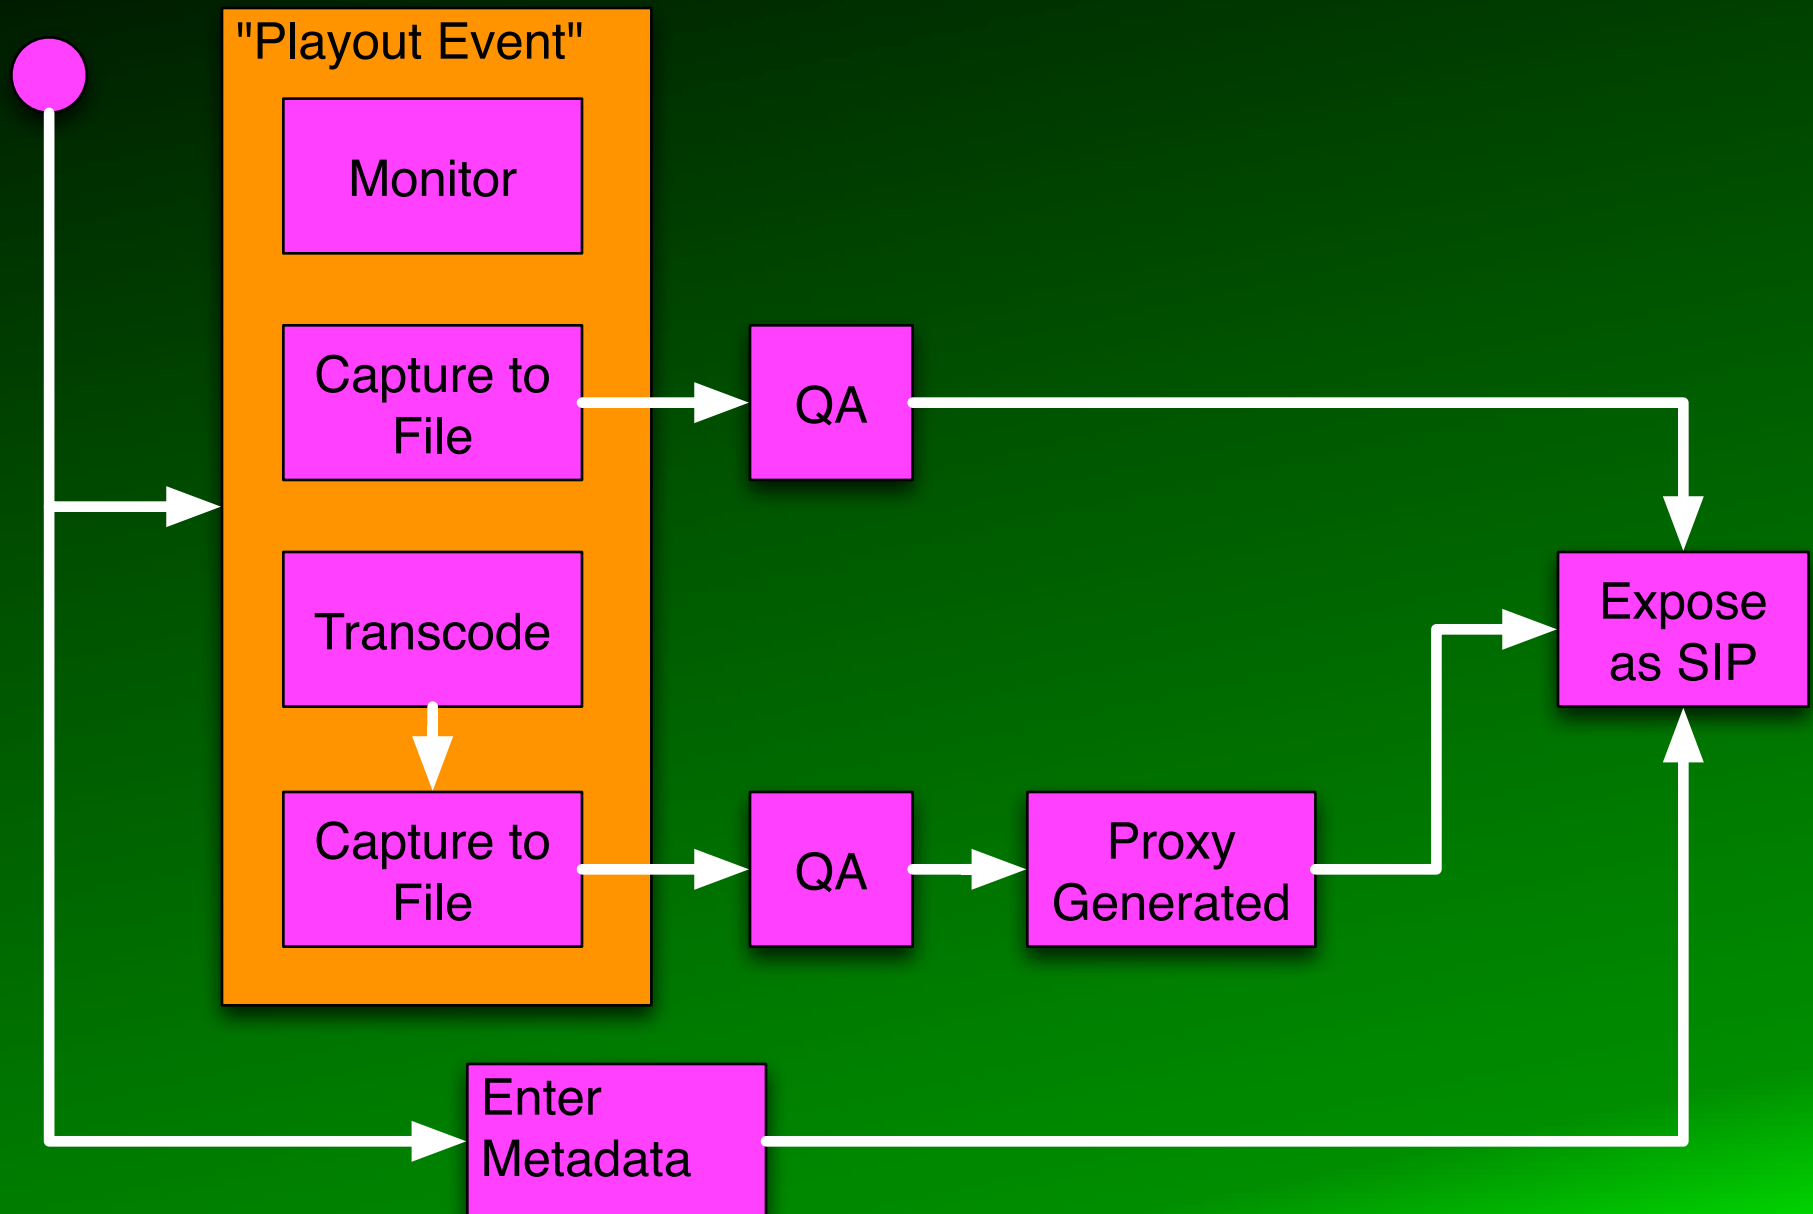 "Playout Event"
Monitor
Capture to
File
QA
Transcode
Expose
as SIP
Capture to
File
QA
Proxy
Generated
Enter
Metadata